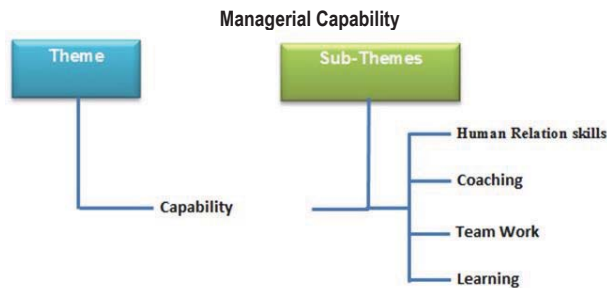 Managerial Capability
Theme
Sub-Themes
Human Relation skills
Coaching
Capability
Team Work
Learning